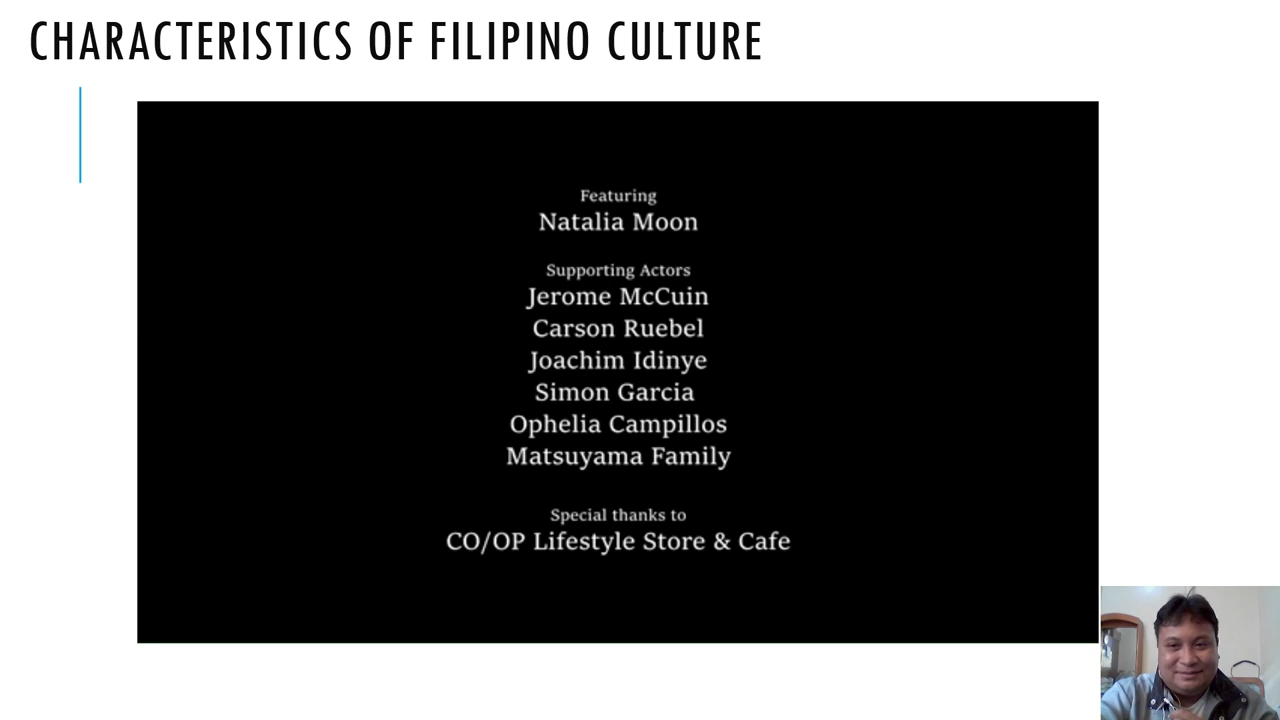 CHARACTERISTICS OF FILIPINO CULTURE
Featuring
Natalia Moon
Supporting Actors
Jerome McCuin
Carson Ruebel
Joachim Idinye
Simon Garcia
Ophelia Campillos
Matsuyama Family
Special thanks to
CO/OP Lifestyle Store & Cafe